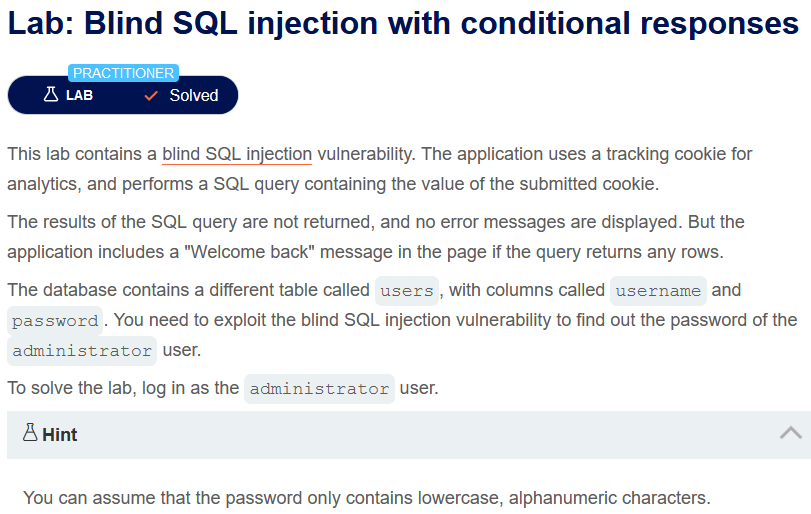 Lab: Blind SQL injection with conditional responses
PRACTITIONER
LAB Solved
This lab contains a blind SQL injection vulnerability. The application uses a tracking cookie for
analytics, and performs a SQL query containing the value of the submitted cookie.
The results of the SQL query are not returned, and no error messages are displayed. But the
application includes a "Welcome back" message in the page if the query returns any rows.
The database contains a different table called users, with columns called username and
password. You need to exploit the blind SQL injection vulnerability to find out the password of the
administrator user.
To solve the lab, log in as the administrator user.
Hint
You can assume that the password only contains lowercase, alphanumeric characters.